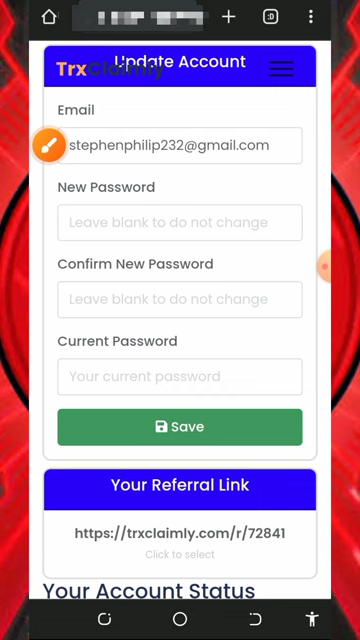 :D
Update Account
TrxClaimly
Email
stephenphilip232@gmail.com
New Password
Leave blank to do not change
Confirm New Password
Leave blank to do not change
Current Password
Your current password
Save
Your Referral Link
https://trxclaimly.com/r/72841
Click to select
Your Account Status